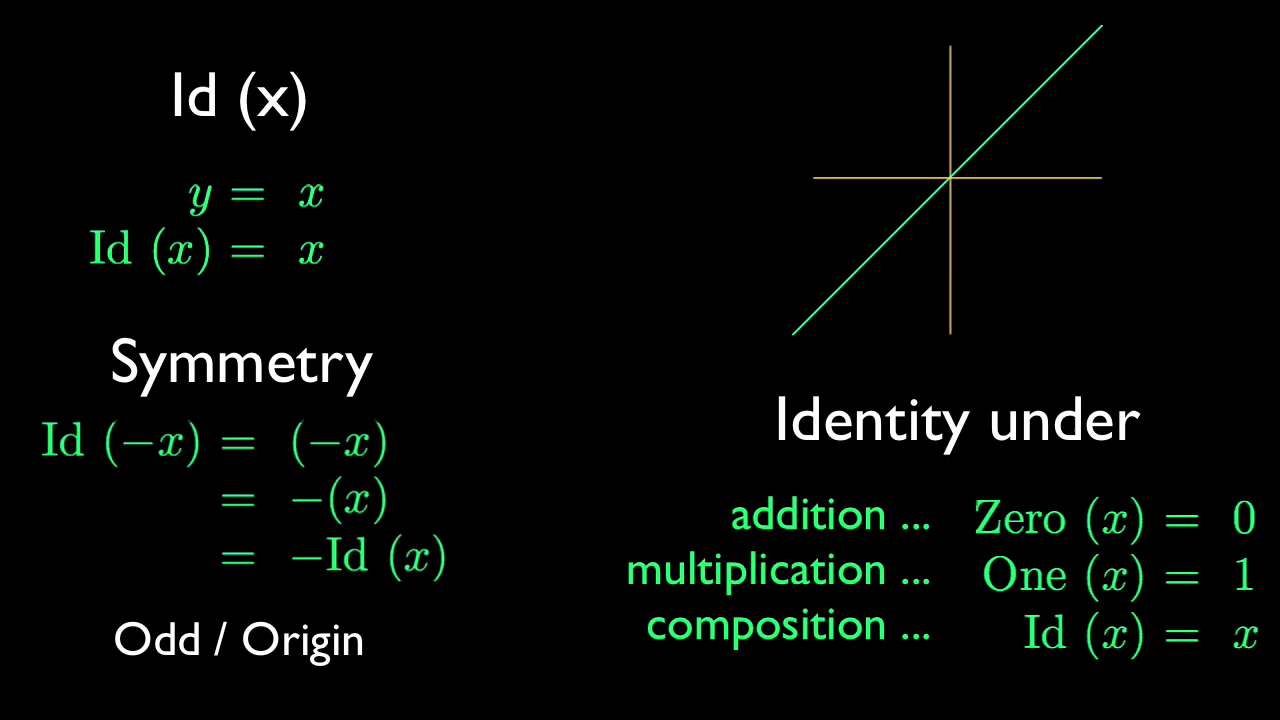 Id (x)
y = x
Id (x) = x
Symmetry
Id (−x) = (−x)
= −(x)
= −Id (x)
Odd / Origin
Identity under
addition ... Zero (x) = 0
multiplication ... One (x) = 1
composition ... Id (x) = x